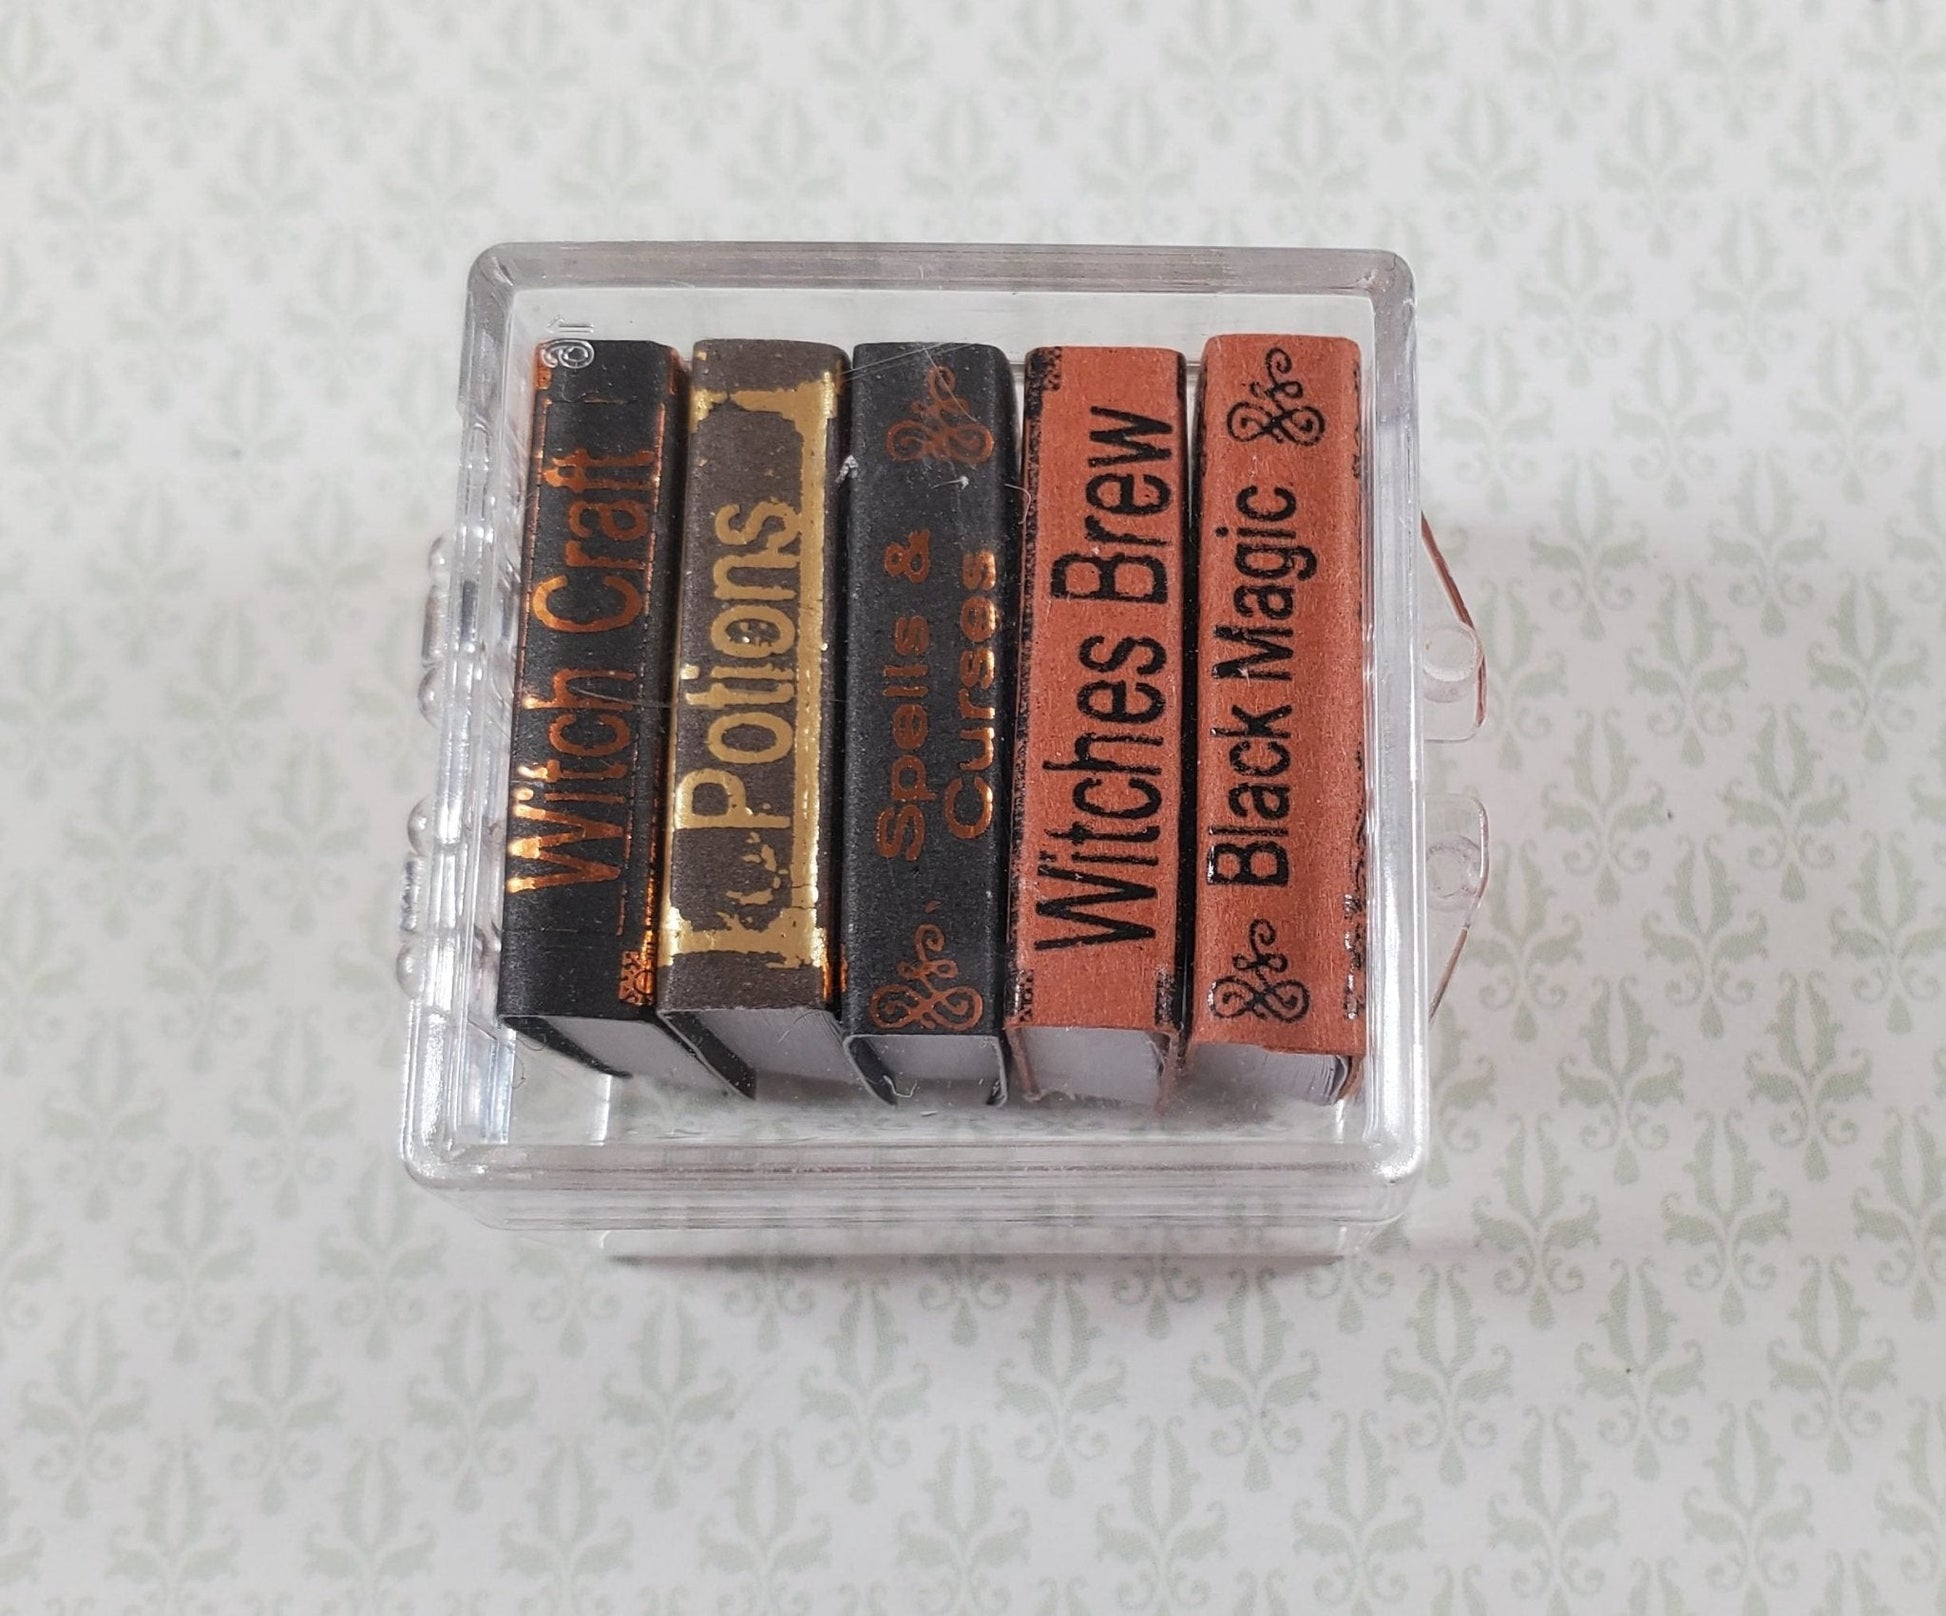 Witch Craft
Potions
Spells &
Curses
Witches Brew
Black Magic